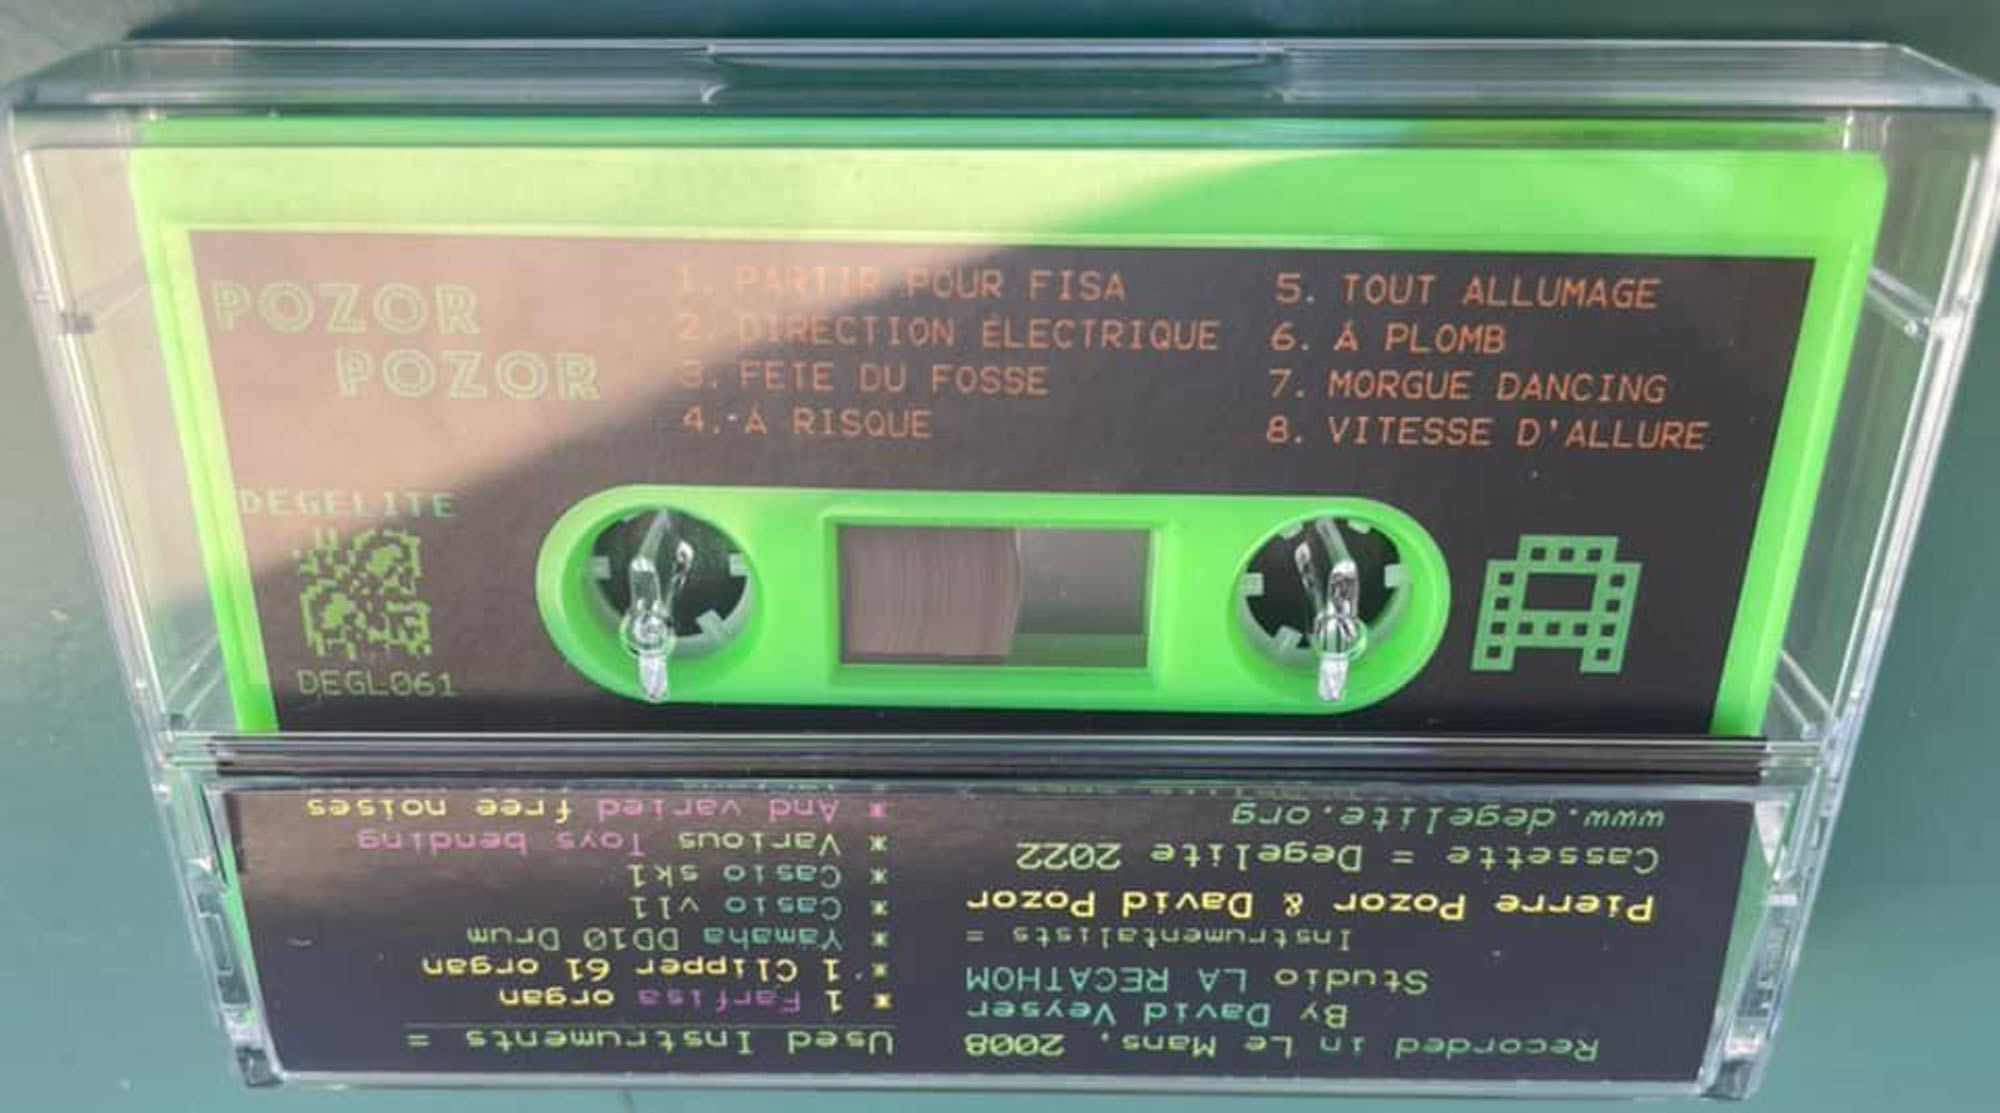 POZOR
POZOR
1. PARTIR POUR FISA
2. DIRECTION ÉLECTRIQUE
3. FETE DU FOSSE
4. À RISQUE
5. TOUT ALLUMAGE
6. À PLOMB
7. MORGUE DANCING
8. VITESSE D'ALLURE
DEGELITE
DEGL061
Recorded in Le Mans, 2008
By David Veyser
Studio LA RECATHOM
Instrumentalists =
Pierre Pozor & David Pozor
Cassette = Degelite 2022
www.degelite.org
Used Instruments =
* 1 Farfisa organ
* 1 Clipper 61 organ
* Yamaha DD10 Drum
* Casio vl1
* Casio sk1
* Various Toys bending
* And varied free noises